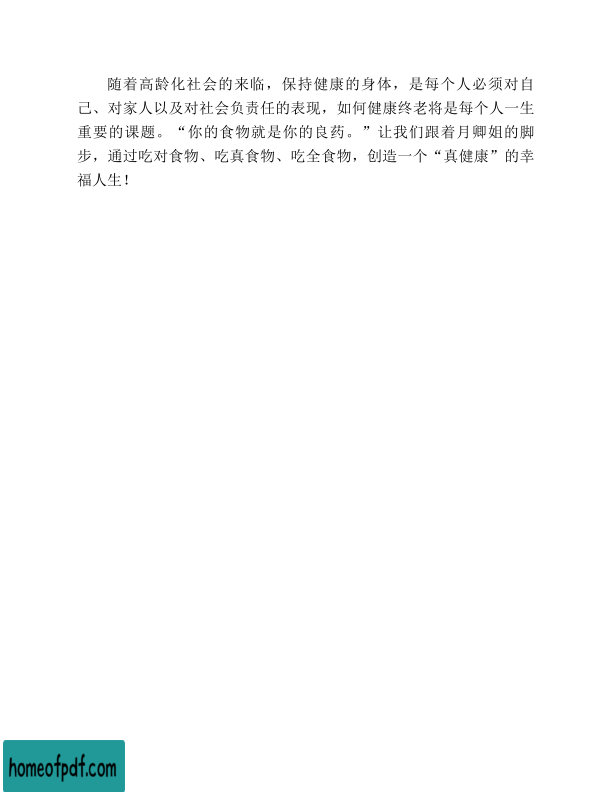 随着高龄化社会的来临，保持健康的身体，是每个人必须对自
己、对家人以及对社会负责任的表现，如何健康终老将是每个人一生
重要的课题。“你的食物就是你的良药。”让我们跟着月卿姐的脚
步，通过吃对食物、吃真食物、吃全食物，创造一个“真健康”的幸
福人生！
homeofpdf.com